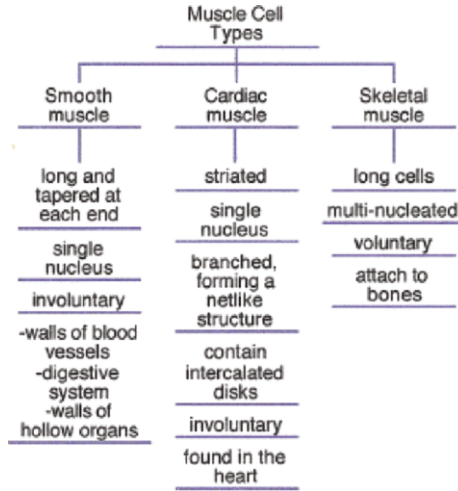 Muscle Cell
Types
Smooth
muscle
long and
tapered at
each end
single
nucleus
involuntary
-walls of blood
vessels
-digestive
system
-walls of
hollow organs
Cardiac
muscle
striated
single
nucleus
branched,
forming a
netlike
structure
contain
intercalated
disks
involuntary
found in the
heart
Skeletal
muscle
long cells
multi-nucleated
voluntary
attach to
bones